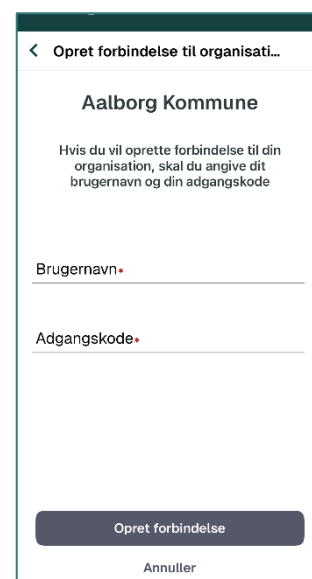 Opret forbindelse til organisati...
Aalborg Kommune
Hvis du vil oprette forbindelse til din
organisation, skal du angive dit
brugernavn og din adgangskode
Brugernavn*
Adgangskode*
Opret forbindelse
Annuller